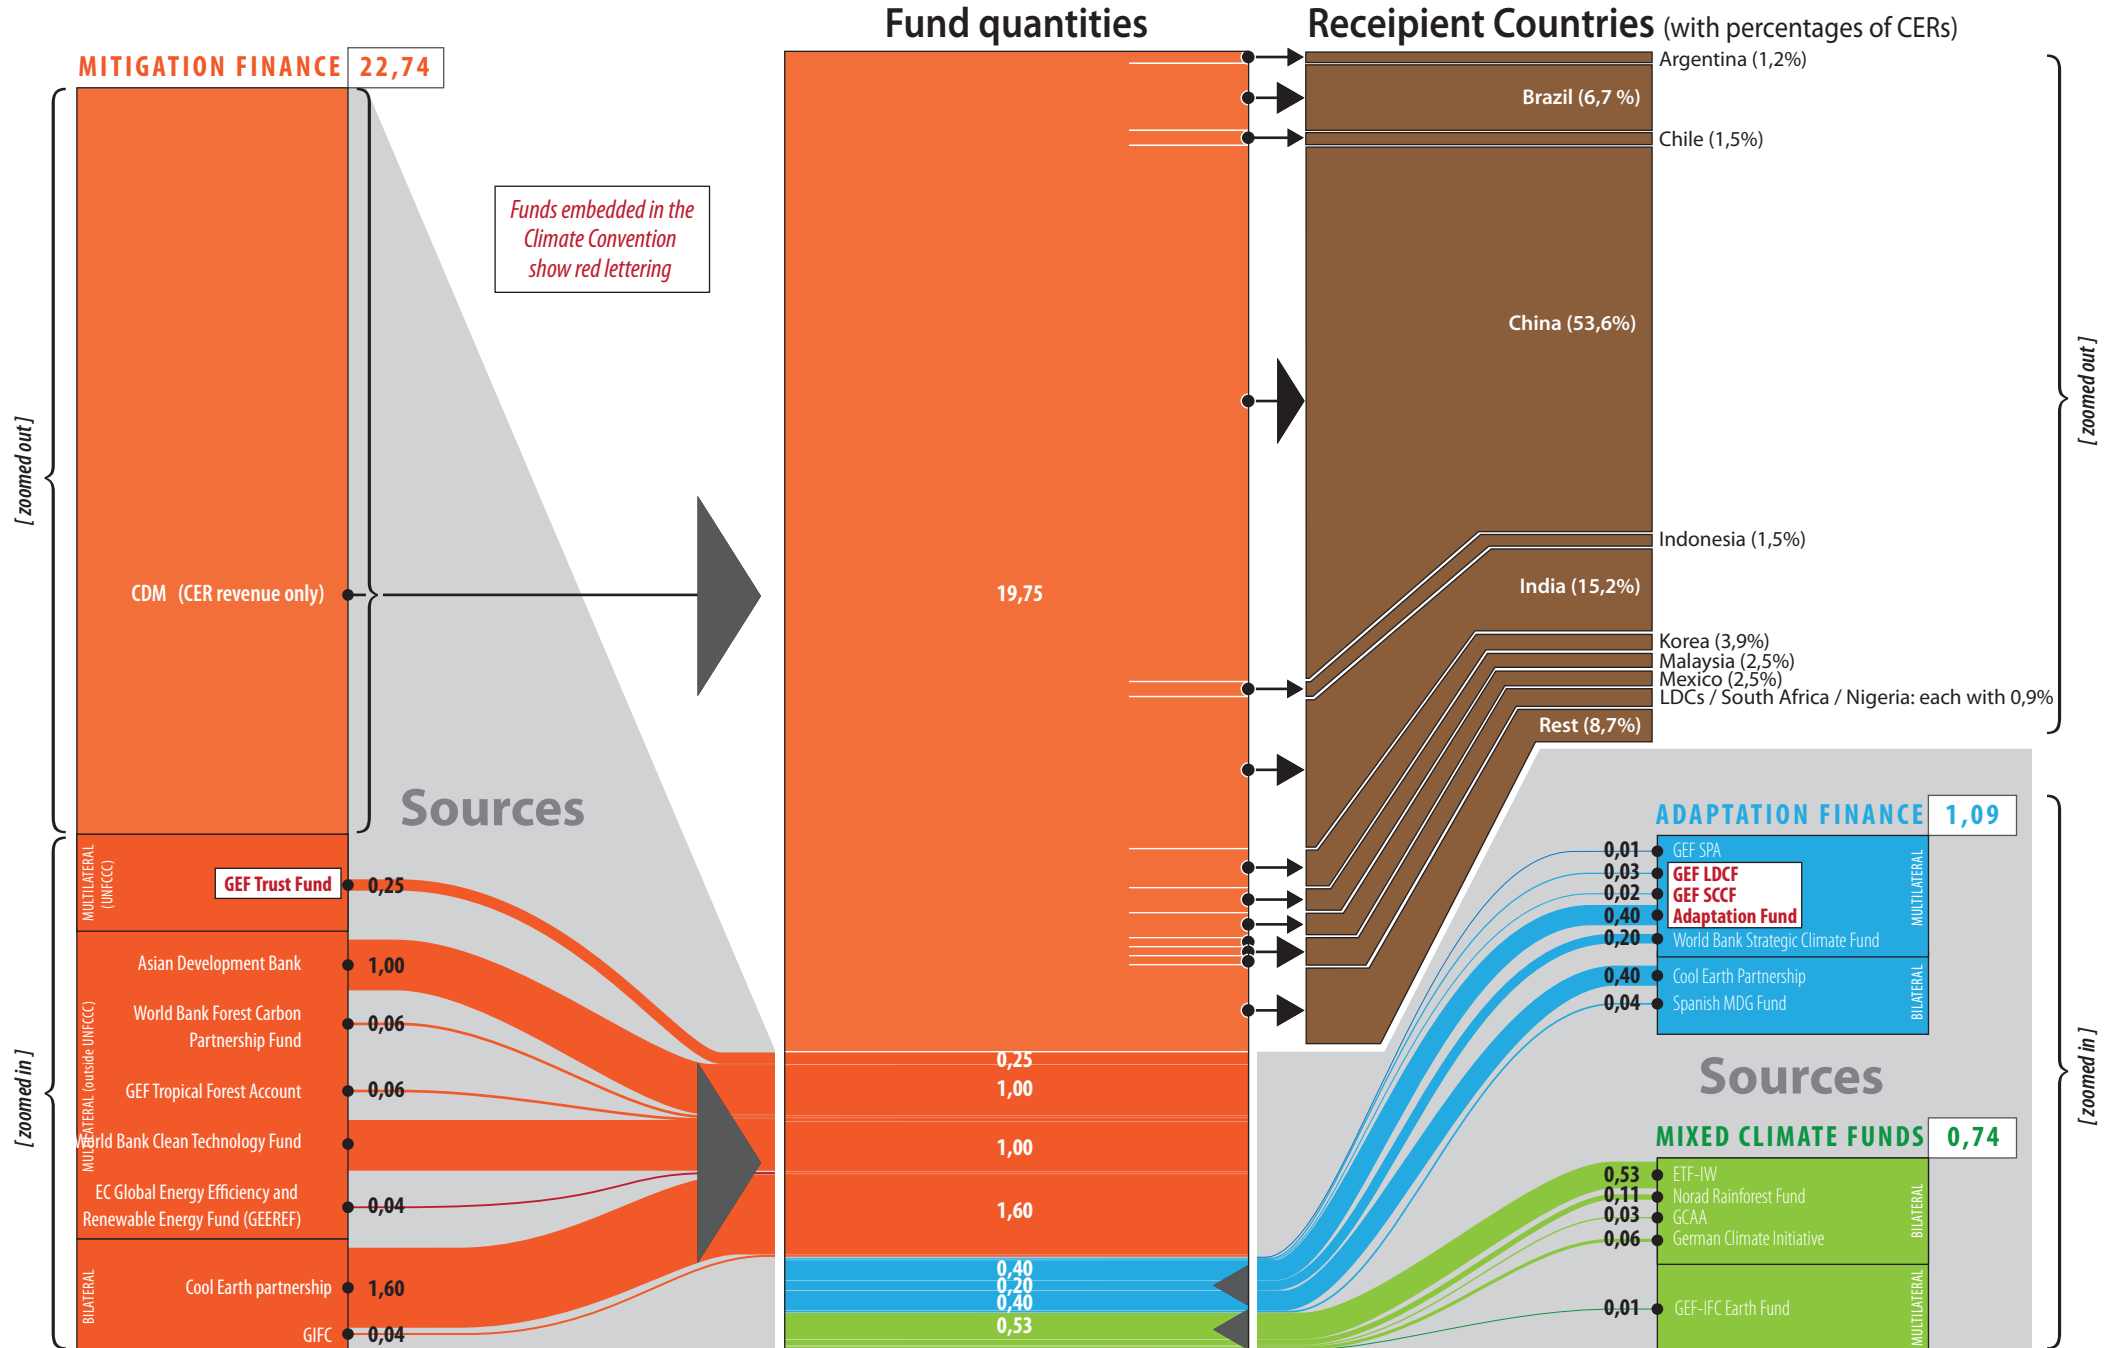 Fund quantities
Receipient Countries (with percentages of CERs)
MITIGATION FINANCE 22,74
[ zoomed out ]
Funds embedded in the
Climate Convention
show red lettering
CDM (CER revenue only)
19,75
Argentina (1,2%)
Brazil (6,7 %)
Chile (1,5%)
China (53,6%)
Indonesia (1,5%)
India (15,2%)
Korea (3,9%)
Malaysia (2,5%)
Mexico (2,5%)
LDCs / South Africa / Nigeria: each with 0,9%
Rest (8,7%)
[ zoomed out ]
Sources
[ zoomed in ]
MULTILATERAL
(UNFCCC)
GEF Trust Fund 0,25
MULTILATERAL (outside UNFCCC)
Asian Development Bank 1,00
World Bank Forest Carbon
Partnership Fund 0,06
GEF Tropical Forest Account 0,06
World Bank Clean Technology Fund
EC Global Energy Efficiency and
Renewable Energy Fund (GEEREF) 0,04
BILATERAL
Cool Earth partnership 1,60
GIFC 0,04
0,25
1,00
1,00
1,60
0,40
0,20
0,40
0,53
ADAPTATION FINANCE 1,09
0,01 GEF SPA
0,03 GEF LDCF
0,02 GEF SCCF
0,40 Adaptation Fund
0,20 World Bank Strategic Climate Fund
MULTILATERAL
0,40 Cool Earth Partnership
0,04 Spanish MDG Fund
BILATERAL
Sources
MIXED CLIMATE FUNDS 0,74
0,53 ETF-IW
0,11 Norad Rainforest Fund
0,03 GCAA
0,06 German Climate Initiative
BILATERAL
0,01 GEF-IFC Earth Fund
MULTILATERAL
[ zoomed in ]